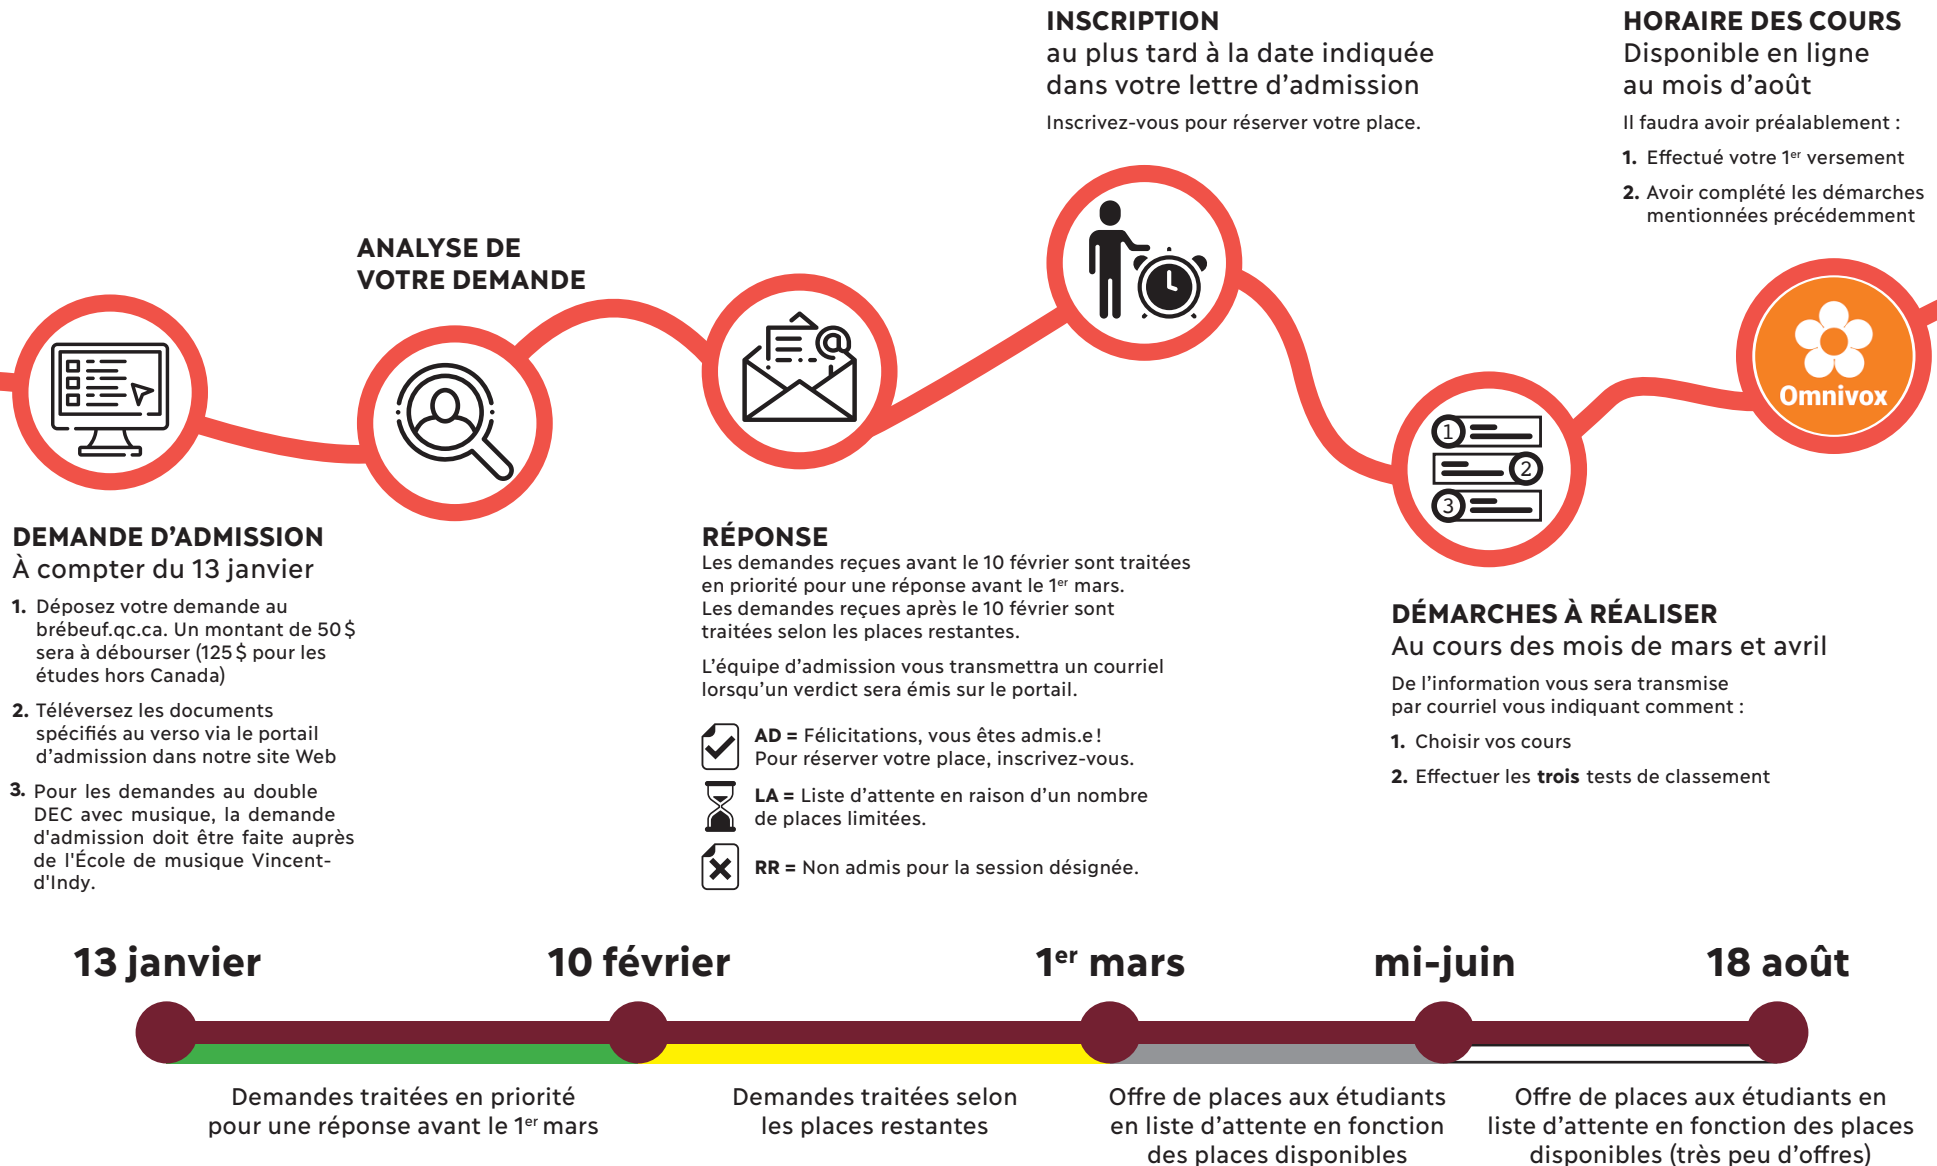 INSCRIPTION
au plus tard à la date indiquée
dans votre lettre d'admission
Inscrivez-vous pour réserver votre place.
HORAIRE DES COURS
Disponible en ligne
au mois d'août
Il faudra avoir préalablement :
1. Effectué votre 1er versement
2. Avoir complété les démarches
mentionnées précédemment
ANALYSE DE
VOTRE DEMANDE
Omnivox
1
2
3
DEMANDE D'ADMISSION
À compter du 13 janvier
1. Déposez votre demande au
brébeuf.qc.ca. Un montant de 50 $
sera à débourser (125 $ pour les
études hors Canada)
2. Téléversez les documents
spécifiés au verso via le portail
d'admission dans notre site Web
3. Pour les demandes au double
DEC avec musique, la demande
d'admission doit être faite auprès
de l'École de musique Vincent-
d'Indy.
RÉPONSE
Les demandes reçues avant le 10 février sont traitées
en priorité pour une réponse avant le 1er mars.
Les demandes reçues après le 10 février sont
traitées selon les places restantes.
L'équipe d'admission vous transmettra un courriel
lorsqu'un verdict sera émis sur le portail.
AD = Félicitations, vous êtes admis.e !
Pour réserver votre place, inscrivez-vous.
LA = Liste d'attente en raison d'un nombre
de places limitées.
RR = Non admis pour la session désignée.
DÉMARCHES À RÉALISER
Au cours des mois de mars et avril
De l'information vous sera transmise
par courriel vous indiquant comment :
1. Choisir vos cours
2. Effectuer les trois tests de classement
13 janvier
10 février
1er mars
mi-juin
18 août
Demandes traitées en priorité
pour une réponse avant le 1er mars
Demandes traitées selon
les places restantes
Offre de places aux étudiants
en liste d'attente en fonction
des places disponibles
Offre de places aux étudiants en
liste d'attente en fonction des places
disponibles (très peu d'offres)